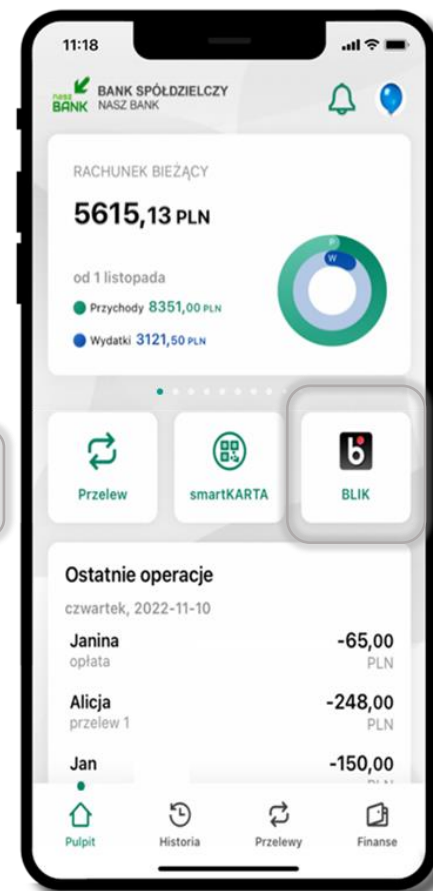 11:18
nasz
BANK
BANK SPÓŁDZIELCZY
NASZ BANK
RACHUNEK BIEŻĄCY
5615,13 PLN
od 1 listopada
Przychody 8351,00 PLN
Wydatki 3121,50 PLN
P
W
Przelew
smartKARTA
BLIK
Ostatnie operacje
czwartek, 2022-11-10
Janina -65,00
opłata PLN
Alicja -248,00
przelew 1 PLN
Jan -150,00
Pulpit Historia Przelewy Finanse